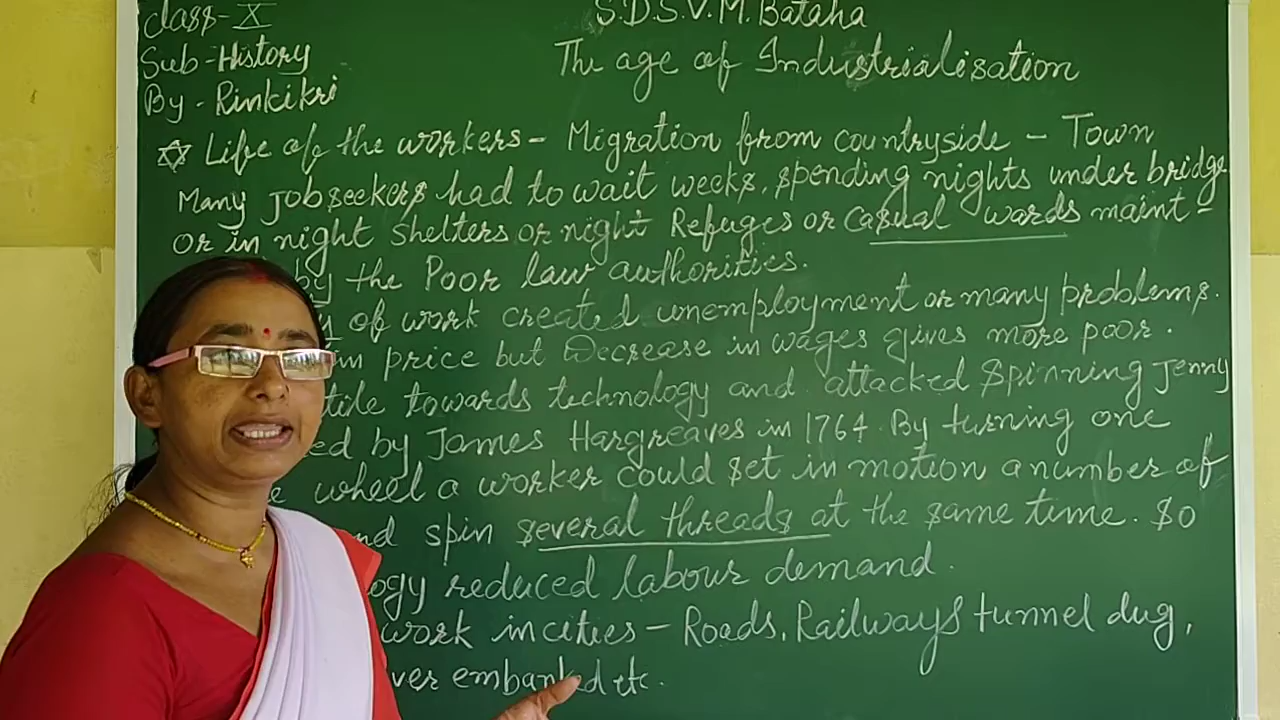 Class - X
S.D.S.V.M. Bataha
Sub - History
The age of Industrialisation
By - Rinkikri
☆ Life of the workers - Migration from countryside - Town
Many jobseekers had to wait weeks, spending nights under bridge
or in night shelters or night Refuges or casual wards maint-
by the Poor law authorities.
of work created unemployment or many problems.
in price but Decrease in wages gives more poor.
tile towards technology and attacked Spinning Jenny
ed by James Hargreaves in 1764. By turning one
wheel a worker could set in motion a number of
nd spin several threads at the same time. So
ogy reduced labour demand.
work in cities - Roads, Railways tunnel dug,
ver embanked etc.